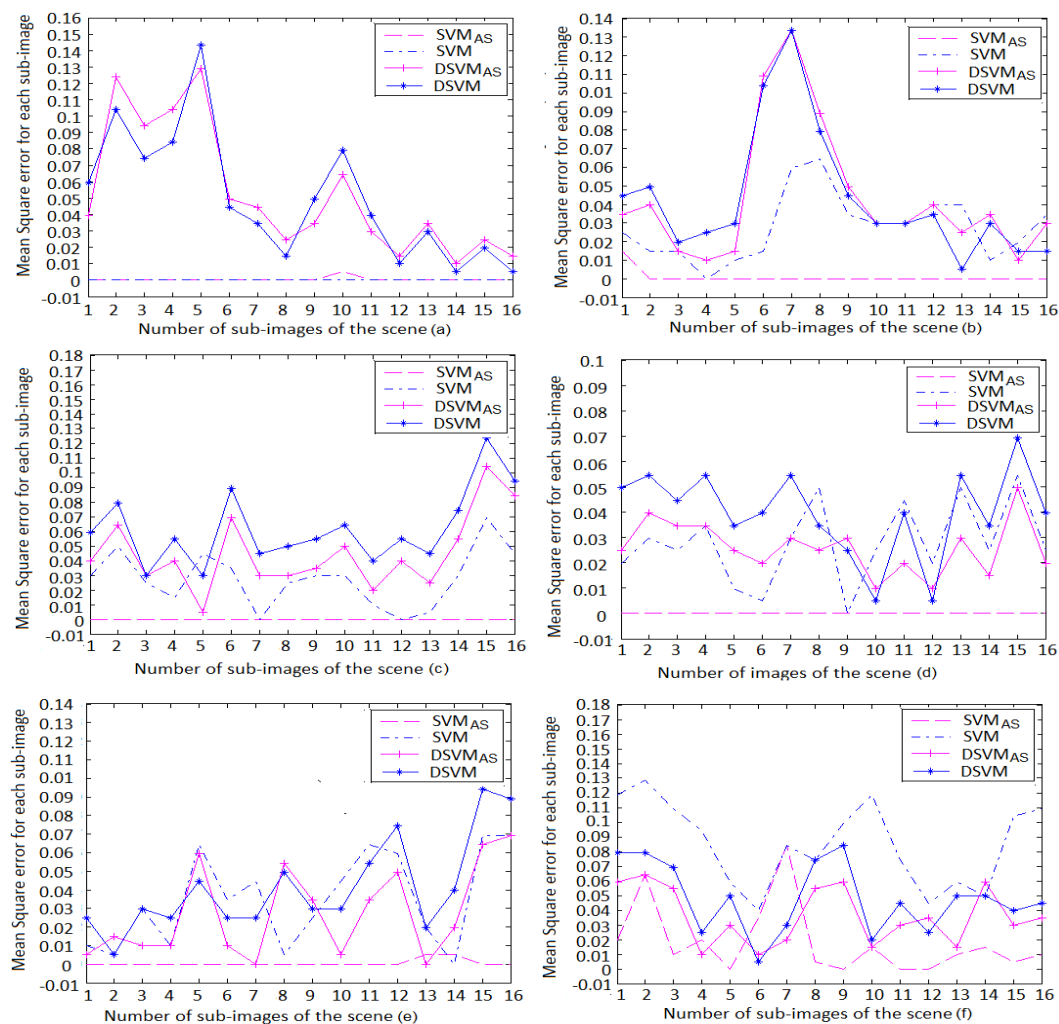 Mean Square error for each sub-image
0.16
0.15
0.14
0.13
0.12
0.11
0.1
0.09
0.08
0.07
0.06
0.05
0.04
0.03
0.02
0.01
0
-0.01
SVM_AS
SVM
DSVM_AS
DSVM
1 2 3 4 5 6 7 8 9 10 11 12 13 14 15 16
Number of sub-images of the scene (a)
Mean Square error for each sub-image
0.14
0.13
0.12
0.11
0.1
0.09
0.08
0.07
0.06
0.05
0.04
0.03
0.02
0.01
0
-0.01
SVM_AS
SVM
DSVM_AS
DSVM
1 2 3 4 5 6 7 8 9 10 11 12 13 14 15 16
Number of sub-images of the scene (b)
Mean Square error for each sub-image
0.18
0.17
0.16
0.15
0.14
0.13
0.12
0.11
0.1
0.09
0.08
0.07
0.06
0.05
0.04
0.03
0.02
0.01
0
-0.01
SVM_AS
SVM
DSVM_AS
DSVM
1 2 3 4 5 6 7 8 9 10 11 12 13 14 15 16
Number of sub-images of the scene (c)
Mean Square error for each sub-image
0.1
0.09
0.08
0.07
0.06
0.05
0.04
0.03
0.02
0.01
0
-0.01
SVM_AS
SVM
DSVM_AS
DSVM
1 2 3 4 5 6 7 8 9 10 11 12 13 14 15 16
Number of images of the scene (d)
Mean Square error for each sub-image
0.14
0.13
0.12
0.11
0.01
0.09
0.08
0.07
0.06
0.05
0.04
0.03
0.02
0.01
0
-0.01
SVM_AS
SVM
DSVM_AS
DSVM
1 2 3 4 5 6 7 8 9 10 11 12 13 14 15 16
Number of sub-images of the scene (e)
Mean Square error for each sub-image
0.18
0.17
0.16
0.15
0.14
0.13
0.12
0.11
0.1
0.09
0.08
0.07
0.06
0.05
0.04
0.03
0.02
0.01
0
-0.01
SVM_AS
SVM
DSVM_AS
DSVM
1 2 3 4 5 6 7 8 9 10 11 12 13 14 15 16
Number of sub-images of the scene (f)